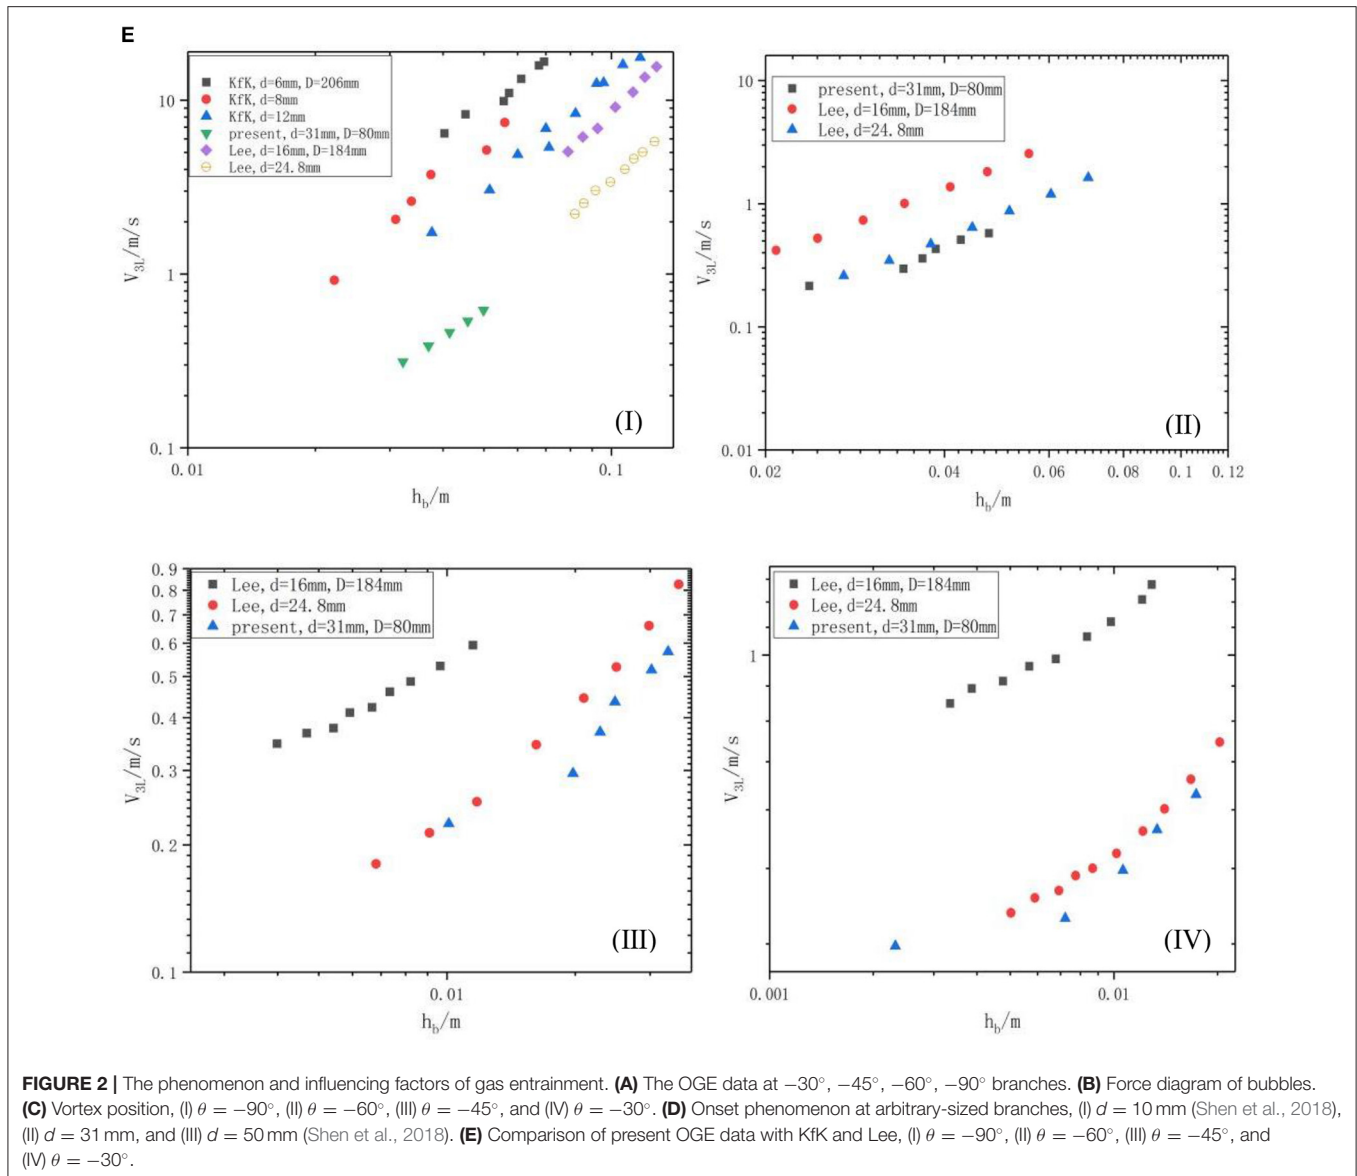 E
KfK, d=6mm, D=206mm
KfK, d=8mm
KfK, d=12mm
present, d=31mm, D=80mm
Lee, d=16mm, D=184mm
Lee, d=24.8mm
10
1
0.1
V3L/m/s
(I)
0.01
0.1
hb/m
present, d=31mm, D=80mm
Lee, d=16mm, D=184mm
Lee, d=24.8mm
10
1
0.1
0.01
V3L/m/s
(II)
0.02
0.04
0.06
0.08
0.1
0.12
hb/m
Lee, d=16mm, D=184mm
Lee, d=24.8mm
present, d=31mm, D=80mm
0.9
0.8
0.7
0.6
0.5
0.4
0.3
0.2
0.1
V3L/m/s
(III)
0.01
hb/m
Lee, d=16mm, D=184mm
Lee, d=24.8mm
present, d=31mm, D=80mm
1
V3L/m/s
(IV)
0.001
0.01
hb/m
FIGURE 2 | The phenomenon and influencing factors of gas entrainment. (A) The OGE data at −30°, −45°, −60°, −90° branches. (B) Force diagram of bubbles.
(C) Vortex position, (I) θ = −90°, (II) θ = −60°, (III) θ = −45°, and (IV) θ = −30°. (D) Onset phenomenon at arbitrary-sized branches, (I) d = 10 mm (Shen et al., 2018),
(II) d = 31 mm, and (III) d = 50 mm (Shen et al., 2018). (E) Comparison of present OGE data with KfK and Lee, (I) θ = −90°, (II) θ = −60°, (III) θ = −45°, and
(IV) θ = −30°.